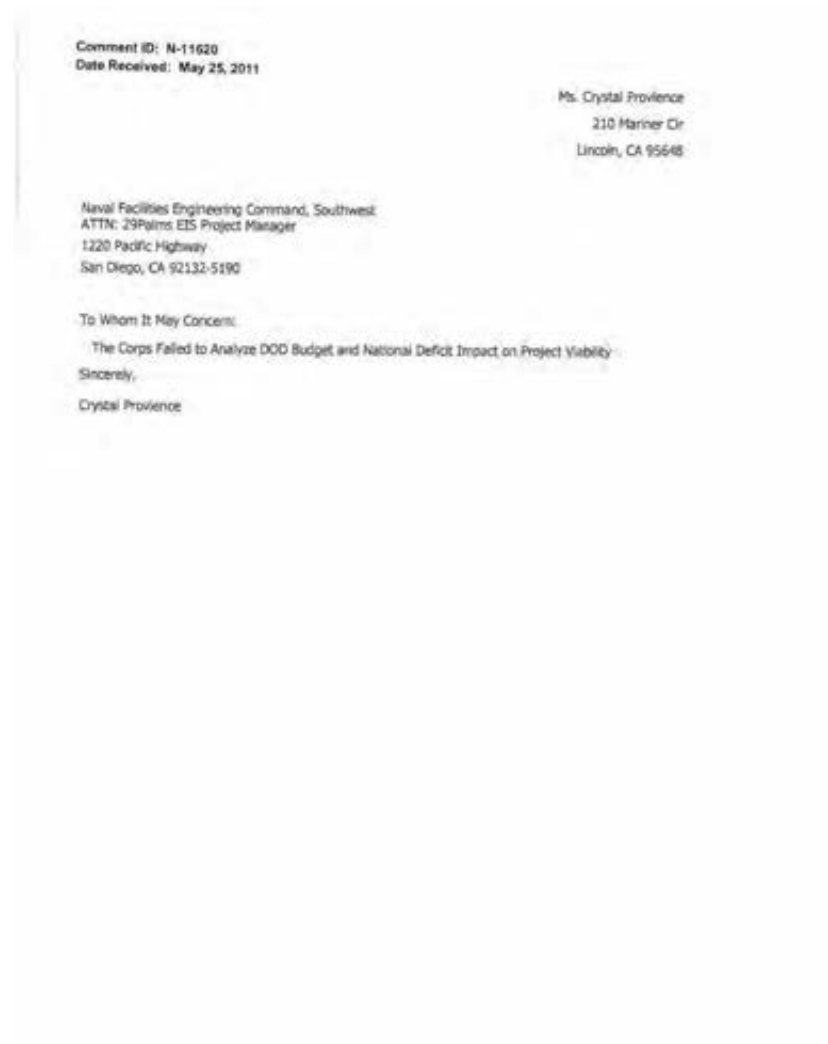 Comment ID: N-11620
Date Received: May 25, 2011
Ms. Crystal Provience
210 Mariner Cir
Lincoln, CA 95648
Naval Facilities Engineering Command, Southwest
ATTN: 29Palms EIS Project Manager
1220 Pacific Highway
San Diego, CA 92132-5190
To Whom It May Concern:
The Corps Failed to Analyze DOD Budget and National Deficit Impact on Project Viability
Sincerely,
Crystal Provience